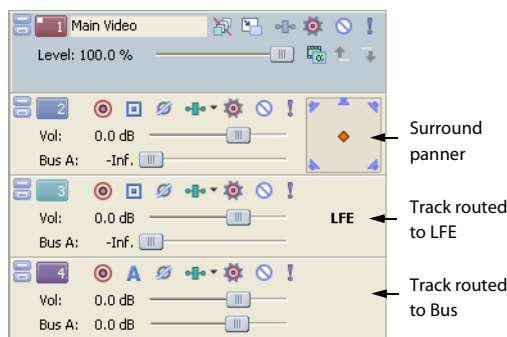 1 Main Video
Level: 100.0 %
α
2
Vol: 0.0 dB
Bus A: -Inf.
Surround
panner
3
Vol: 0.0 dB
Bus A: -Inf.
LFE
Track routed
to LFE
4 A
Vol: 0.0 dB
Bus A: 0.0 dB
Track routed
to Bus